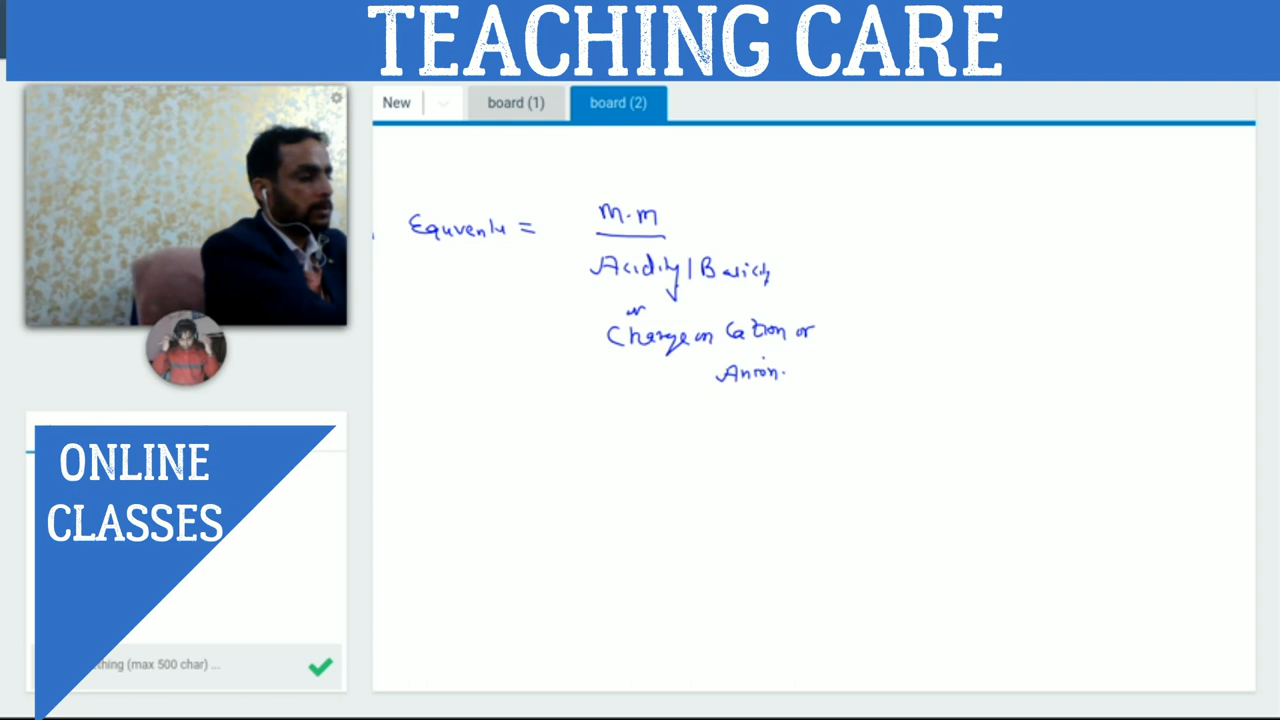 TEACHING CARE
New board (1) board (2)
Equvente = M.M
Acidity / Basicity
or
Charge on Cation or
Anion.
ONLINE
CLASSES
thing (max 500 char) ...